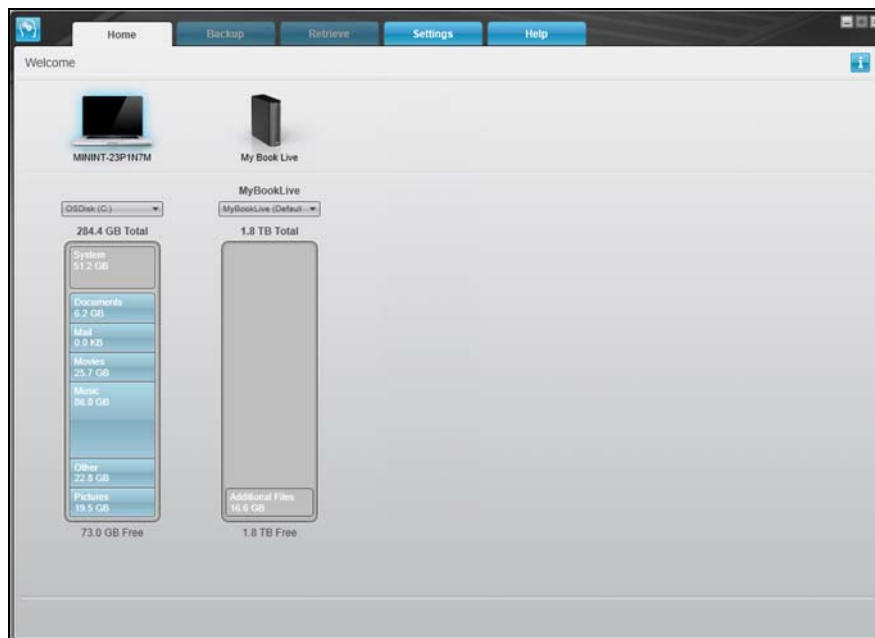 Home
Backup
Retrieve
Settings
Help
Welcome
MININT-23P1N7M
My Book Live
MyBookLive
OSDisk (C:)
MyBookLive (Default
284.4 GB Total
1.8 TB Total
System
51.2 GB
Documents
6.2 GB
Mail
0.0 KB
Movies
25.7 GB
Music
86.0 GB
Other
22.8 GB
Pictures
19.5 GB
Additional Files
16.6 GB
73.0 GB Free
1.8 TB Free